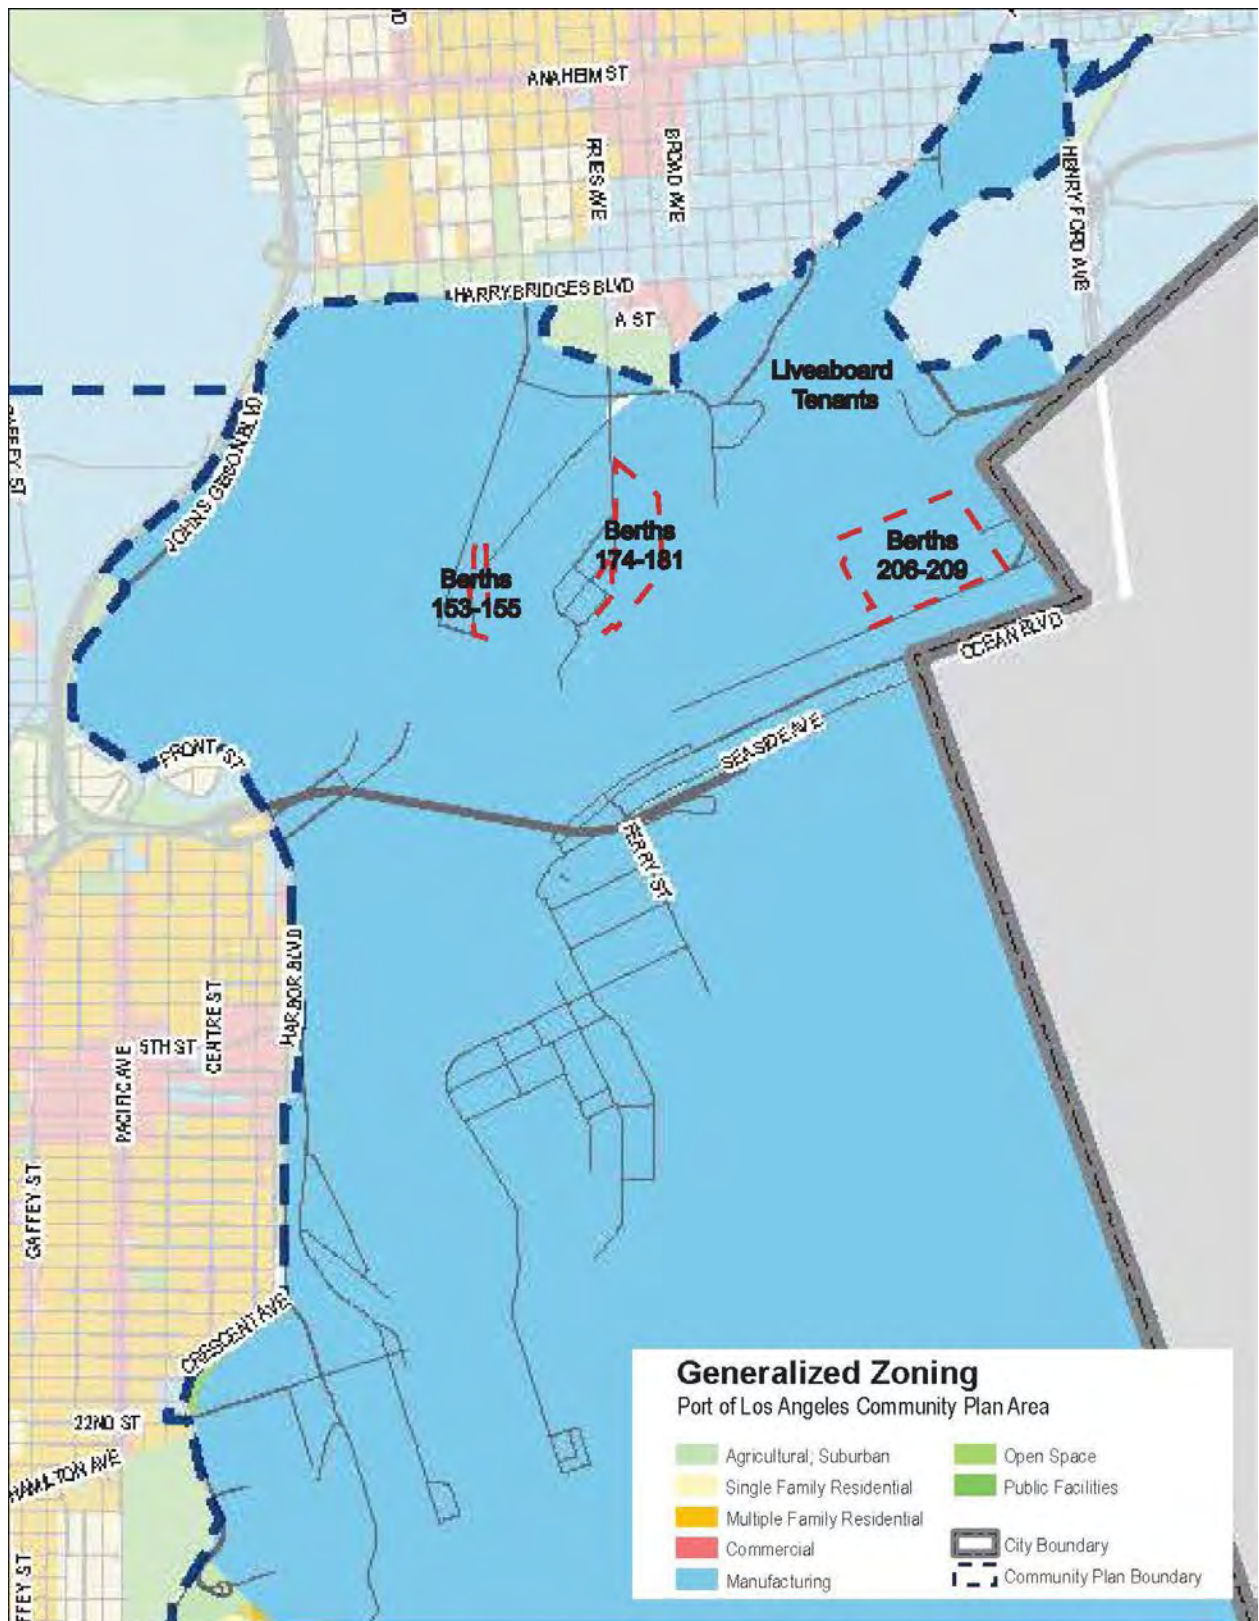 ANAHEIM ST
FRIES AVE
BROAD AVE
HENRY FORD AVE
HARRY BRIDGES BLVD
A ST
Liveaboard
Tenants
GAFFEY ST
JOHN S GIBSON BLVD
Berths
174-181
Berths
206-209
Berths
153-155
OCEAN BLVD
FRONT ST
SEASIDE AVE
FERRY ST
HARBOR BLVD
CENTRE ST
5TH ST
PACIFIC AVE
GAFFEY ST
CRESCENT AVE
22ND ST
HAMILTON AVE
FFEY ST
Generalized Zoning
Port of Los Angeles Community Plan Area
Agricultural; Suburban
Single Family Residential
Multiple Family Residential
Commercial
Manufacturing
Open Space
Public Facilities
City Boundary
Community Plan Boundary